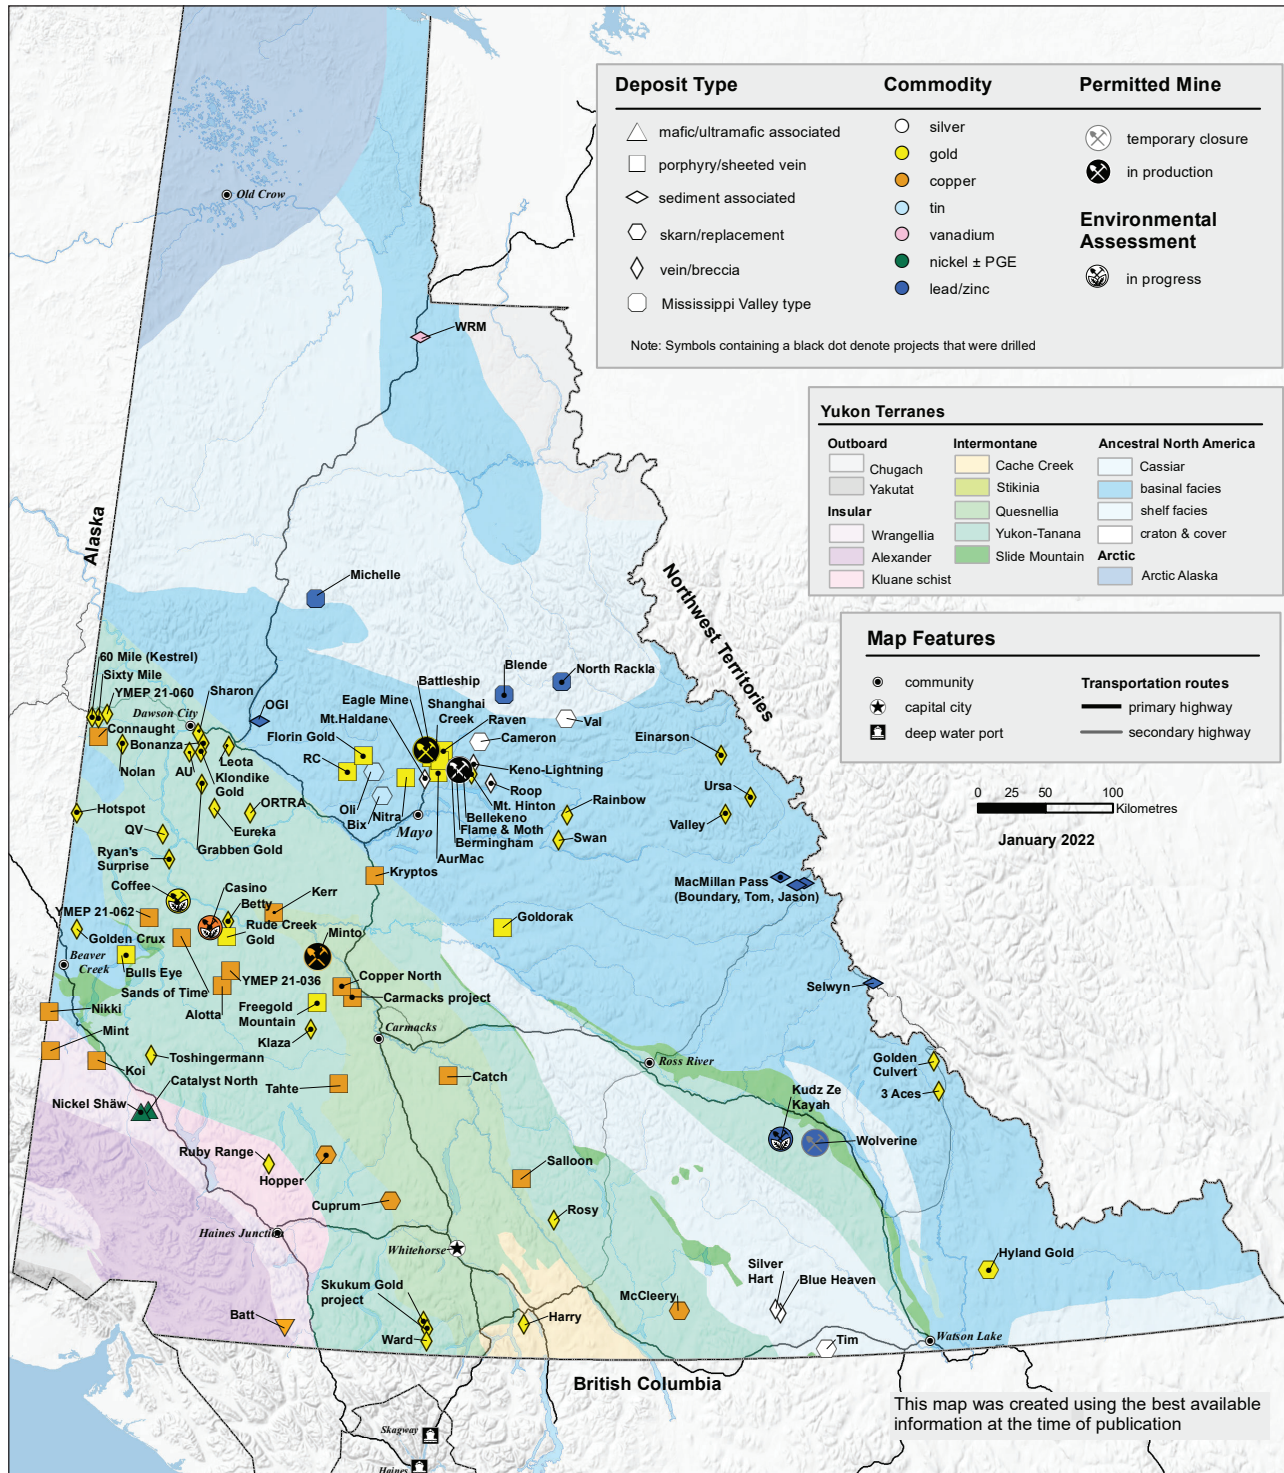 Deposit Type
mafic/ultramafic associated
porphyry/sheeted vein
sediment associated
skarn/replacement
vein/breccia
Mississippi Valley type
Commodity
silver
gold
copper
tin
vanadium
nickel ± PGE
lead/zinc
Permitted Mine
temporary closure
in production
Environmental
Assessment
in progress
Note: Symbols containing a black dot denote projects that were drilled
Yukon Terranes
Outboard
Chugach
Yakutat
Insular
Wrangellia
Alexander
Kluane schist
Intermontane
Cache Creek
Stikinia
Quesnellia
Yukon-Tanana
Slide Mountain
Ancestral North America
Cassiar
basinal facies
shelf facies
craton & cover
Arctic
Arctic Alaska
Map Features
community
capital city
deep water port
Transportation routes
primary highway
secondary highway
0 25 50 100
Kilometres
January 2022
Old Crow
WRM
Alaska
Northwest Territories
Michelle
Blende
North Rackla
60 Mile (Kestrel)
Sixty Mile
YMEP 21-060
Sharon
Dawson City
OGI
Connaught
Bonanza
Nolan
AU
Leota
Klondike
Gold
Hotspot
ORTRA
Eureka
QV
Grabben Gold
Ryan's
Surprise
Battleship
Eagle Mine
Shanghai
Creek
Mt.Haldane
Raven
Florin Gold
Cameron
Val
RC
Keno-Lightning
Roop
Oli
Mt. Hinton
Bix
Nitra
Bellekeno
Mayo
Flame & Moth
Bermingham
AurMac
Rainbow
Swan
Einarson
Ursa
Valley
MacMillan Pass
(Boundary, Tom, Jason)
Kryptos
Coffee
Casino
Kerr
Betty
YMEP 21-062
Rude Creek
Gold
Golden Crux
Goldorak
Minto
Beaver
Creek
Bulls Eye
YMEP 21-036
Copper North
Selwyn
Sands of Time
Carmacks project
Alotta
Freegold
Mountain
Nikki
Mint
Klaza
Carmacks
Toshingermann
Koi
Ross River
Golden
Culvert
3 Aces
Catch
Tahte
Catalyst North
Nickel Shäw
Kudz Ze
Kayah
Wolverine
Ruby Range
Hopper
Salloon
Cuprum
Rosy
Haines Junction
Whitehorse
Hyland Gold
Silver
Hart
Blue Heaven
Skukum Gold
project
McCleery
Harry
Batt
Ward
Watson Lake
Tim
British Columbia
Skagway
Haines
This map was created using the best available
information at the time of publication